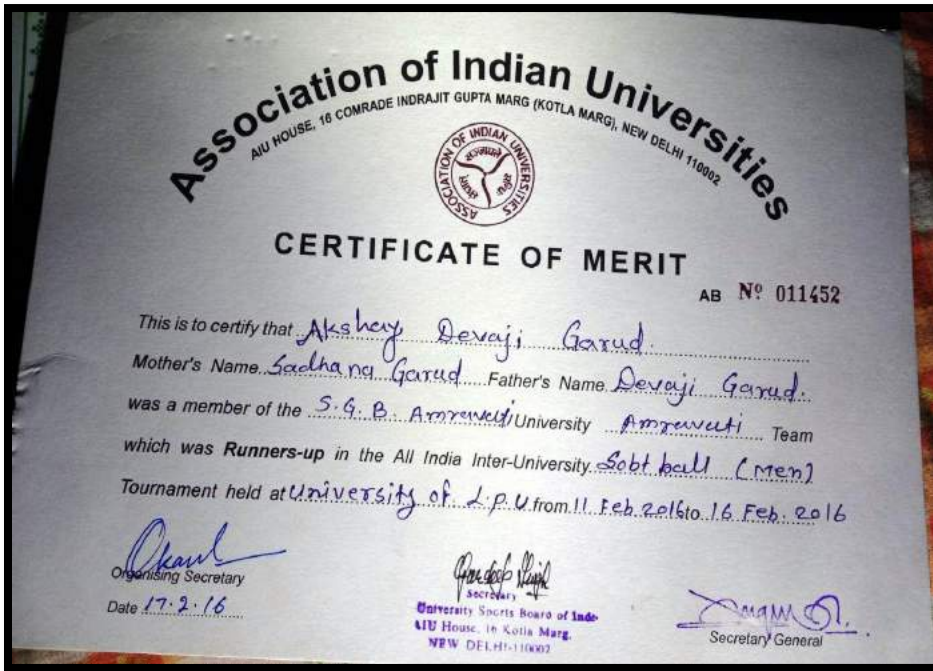 Association of Indian Universities
AIU HOUSE, 16 COMRADE INDRAJIT GUPTA MARG (KOTLA MARG), NEW DELHI 110002
ASSOCIATION OF INDIAN UNIVERSITIES
CERTIFICATE OF MERIT
AB Nº 011452
This is to certify that Akshay Devaji Garud.
Mother's Name Sadhana Garud Father's Name Devaji Garud.
was a member of the S.G.B. Amravati University Amravati Team
which was Runners-up in the All India Inter-University Sobt ball (Men)
Tournament held at University of L.P.U from 11 Feb 2016 to 16 Feb. 2016
Organising Secretary
Date 17.2.16
Secretary
University Sports Board of Inde
AIU House, 16 Kotla Marg,
NEW DELHI-110002
Secretary General